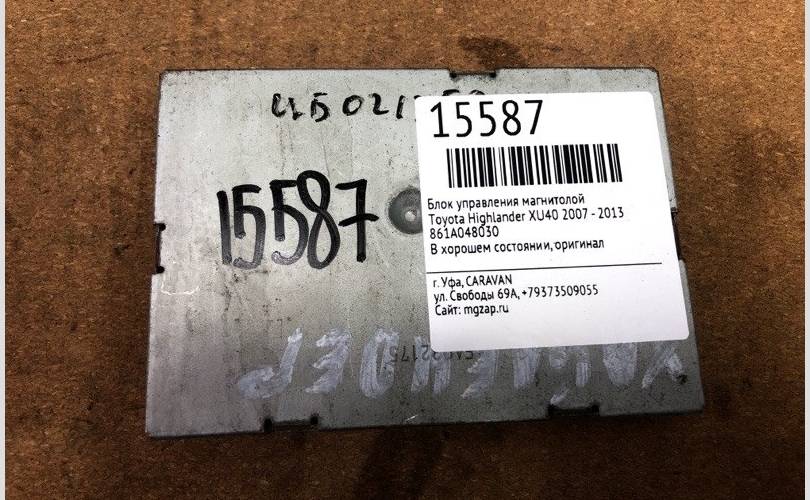 15587
Блок управления магнитолой
Toyota Highlander XU40 2007 - 2013
861A048030
В хорошем состоянии, оригинал
г. Уфа, CARAVAN
ул. Свободы 69А, +79373509055
Сайт: mgzap.ru
15587